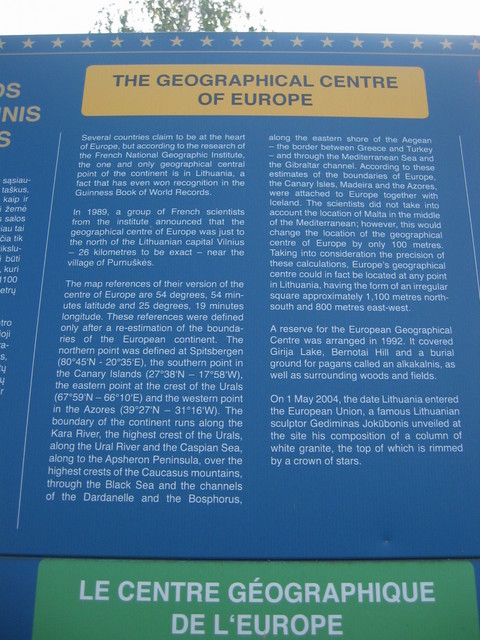 OS
INIS
S
sąsiau-
taškus,
kaip ir
žemė
s salos
iau tai
čia tik
ikslu-
būti
, kuri
1100
etrų
tro
ioji
ra-
s,
THE GEOGRAPHICAL CENTRE
OF EUROPE
Several countries claim to be at the heart
of Europe, but according to the research of
the French National Geographic Institute,
the one and only geographical central
point of the continent is in Lithuania, a
fact that even won recognition in the
Guinness Book of World Records.
In 1989, a group of French scientists
from the institute announced that the
geographical centre of Europe was just to
the north of the Lithuanian capital Vilnius
– 26 kilometres to be exact – near the
village of Purnuškės.
The map references of their version of the
centre of Europe are 54 degrees, 54 min-
utes latitude and 25 degrees, 19 minutes
longitude. These references were defined
only after a re-estimation of the bounda-
ries of the European continent. The
northern point was defined at Spitsbergen
(80°45'N - 20°35'E), the southern point in
the Canary Islands (27°38'N – 17°58'W),
the eastern point at the crest of the Urals
(67°59'N – 66°10'E) and the western point
in the Azores (39°27'N – 31°16'W). The
boundary of the continent runs along the
Kara River, the highest crest of the Urals,
along the Ural River and the Caspian Sea,
along to the Apsheron Peninsula, over the
highest crests of the Caucasus mountains,
through the Black Sea and the channels
of the Dardanelle and the Bosphorus,
along the eastern shore of the Aegean
– the border between Greece and Turkey
– and through the Mediterranean Sea and
the Gibraltar channel. According to these
estimates of the boundaries of Europe,
the Canary Isles, Madeira and the Azores,
were attached to Europe together with
Iceland. The scientists did not take into
account the location of Malta in the middle
of the Mediterranean; however, this would
change the location of the geographical
centre of Europe by only 100 metres.
Taking into consideration the precision of
these calculations, Europe's geographical
centre could in fact be located at any point
in Lithuania, having the form of an irregular
square approximately 1,100 metres north-
south and 800 metres east-west.
A reserve for the European Geographical
Centre was arranged in 1992. It covered
Girija Lake, Bernotai Hill and a burial
ground for pagans called an alkakalnis, as
well as surrounding woods and fields.
On 1 May 2004, the date Lithuania entered
the European Union, a famous Lithuanian
sculptor Gediminas Jokūbonis unveiled at
the site his composition of a column of
white granite, the top of which is rimmed
by a crown of stars.
LE CENTRE GÉOGRAPHIQUE
DE L'EUROPE